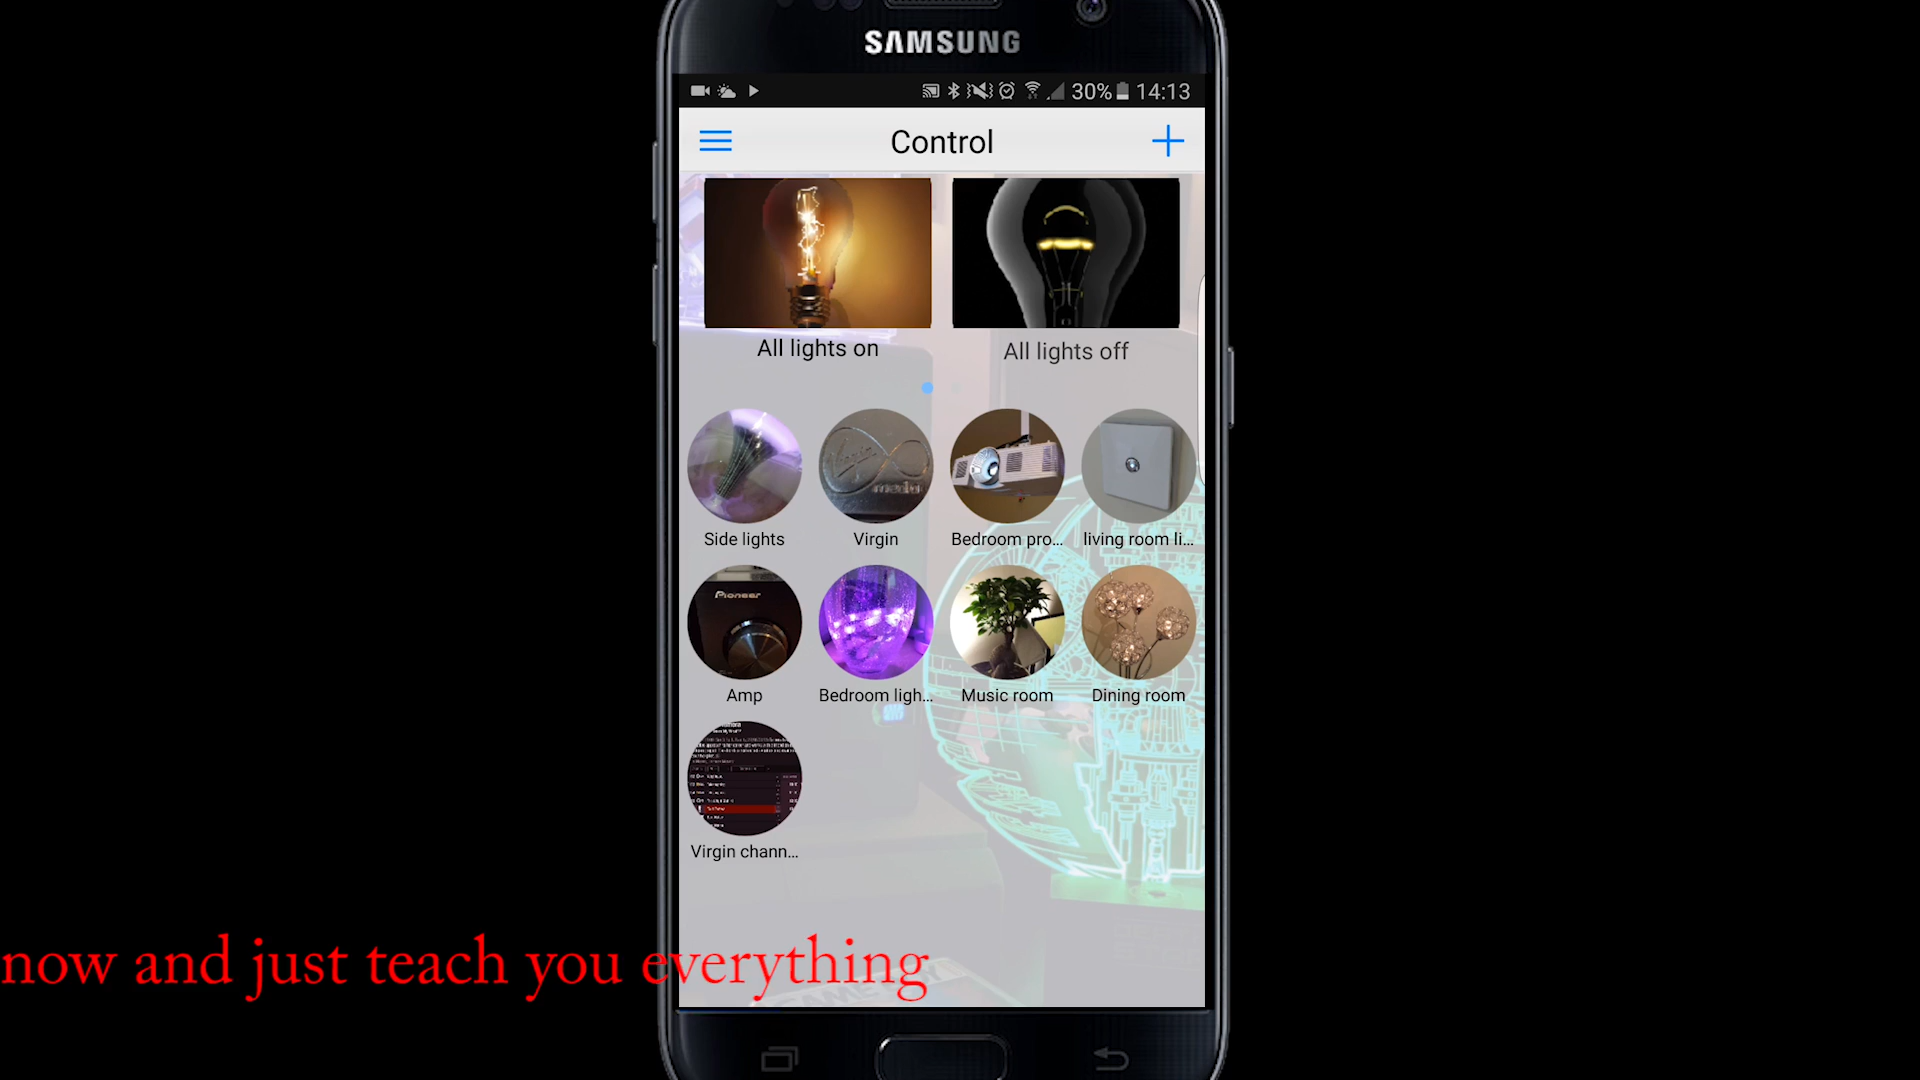 SAMSUNG
30% 14:13
Control
All lights on
All lights off
Side lights
Virgin
Bedroom pro...
living room li...
Pioneer
Amp
Bedroom ligh...
Music room
Dining room
Virgin chann...
now and just teach you everything